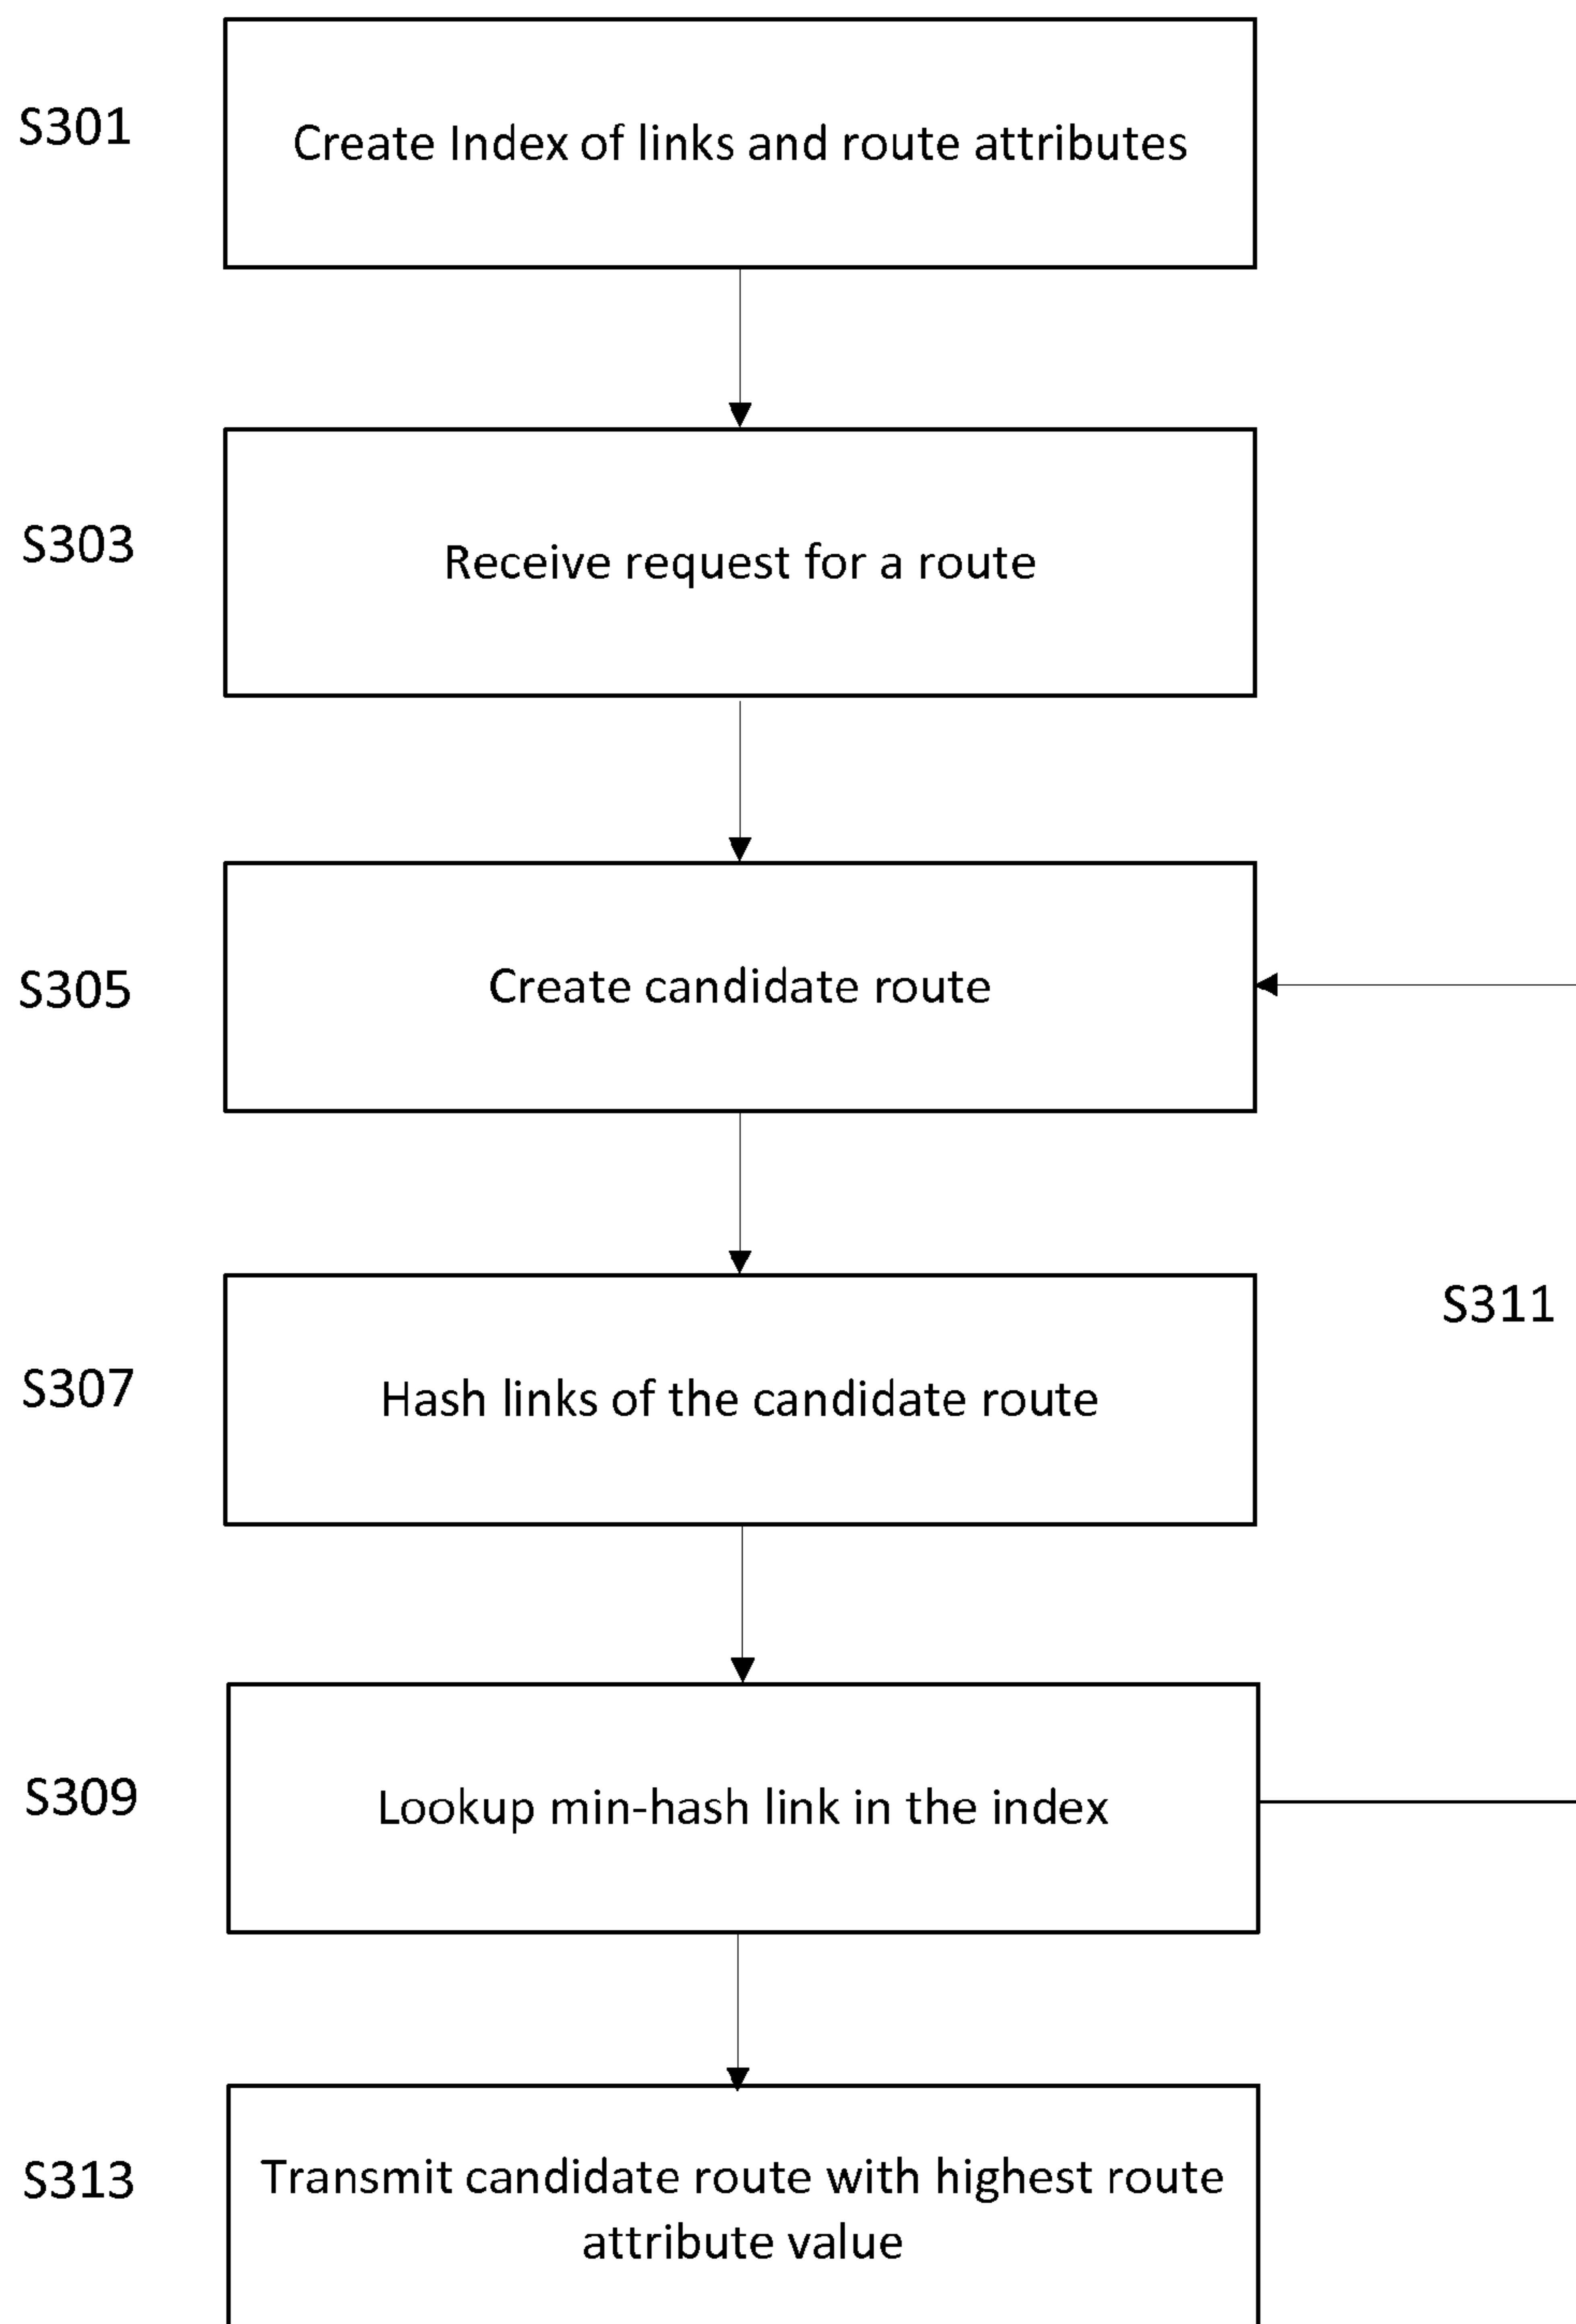 S301
Create Index of links and route attributes
S303
Receive request for a route
S305
Create candidate route
S307
Hash links of the candidate route
S311
S309
Lookup min-hash link in the index
S313
Transmit candidate route with highest route
attribute value